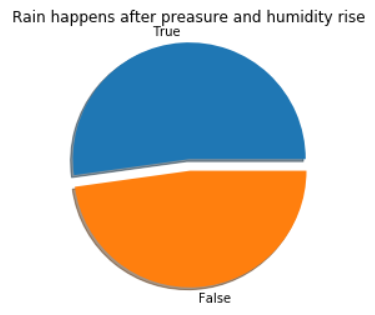 Rain happens after preasure and humidity rise
True
False